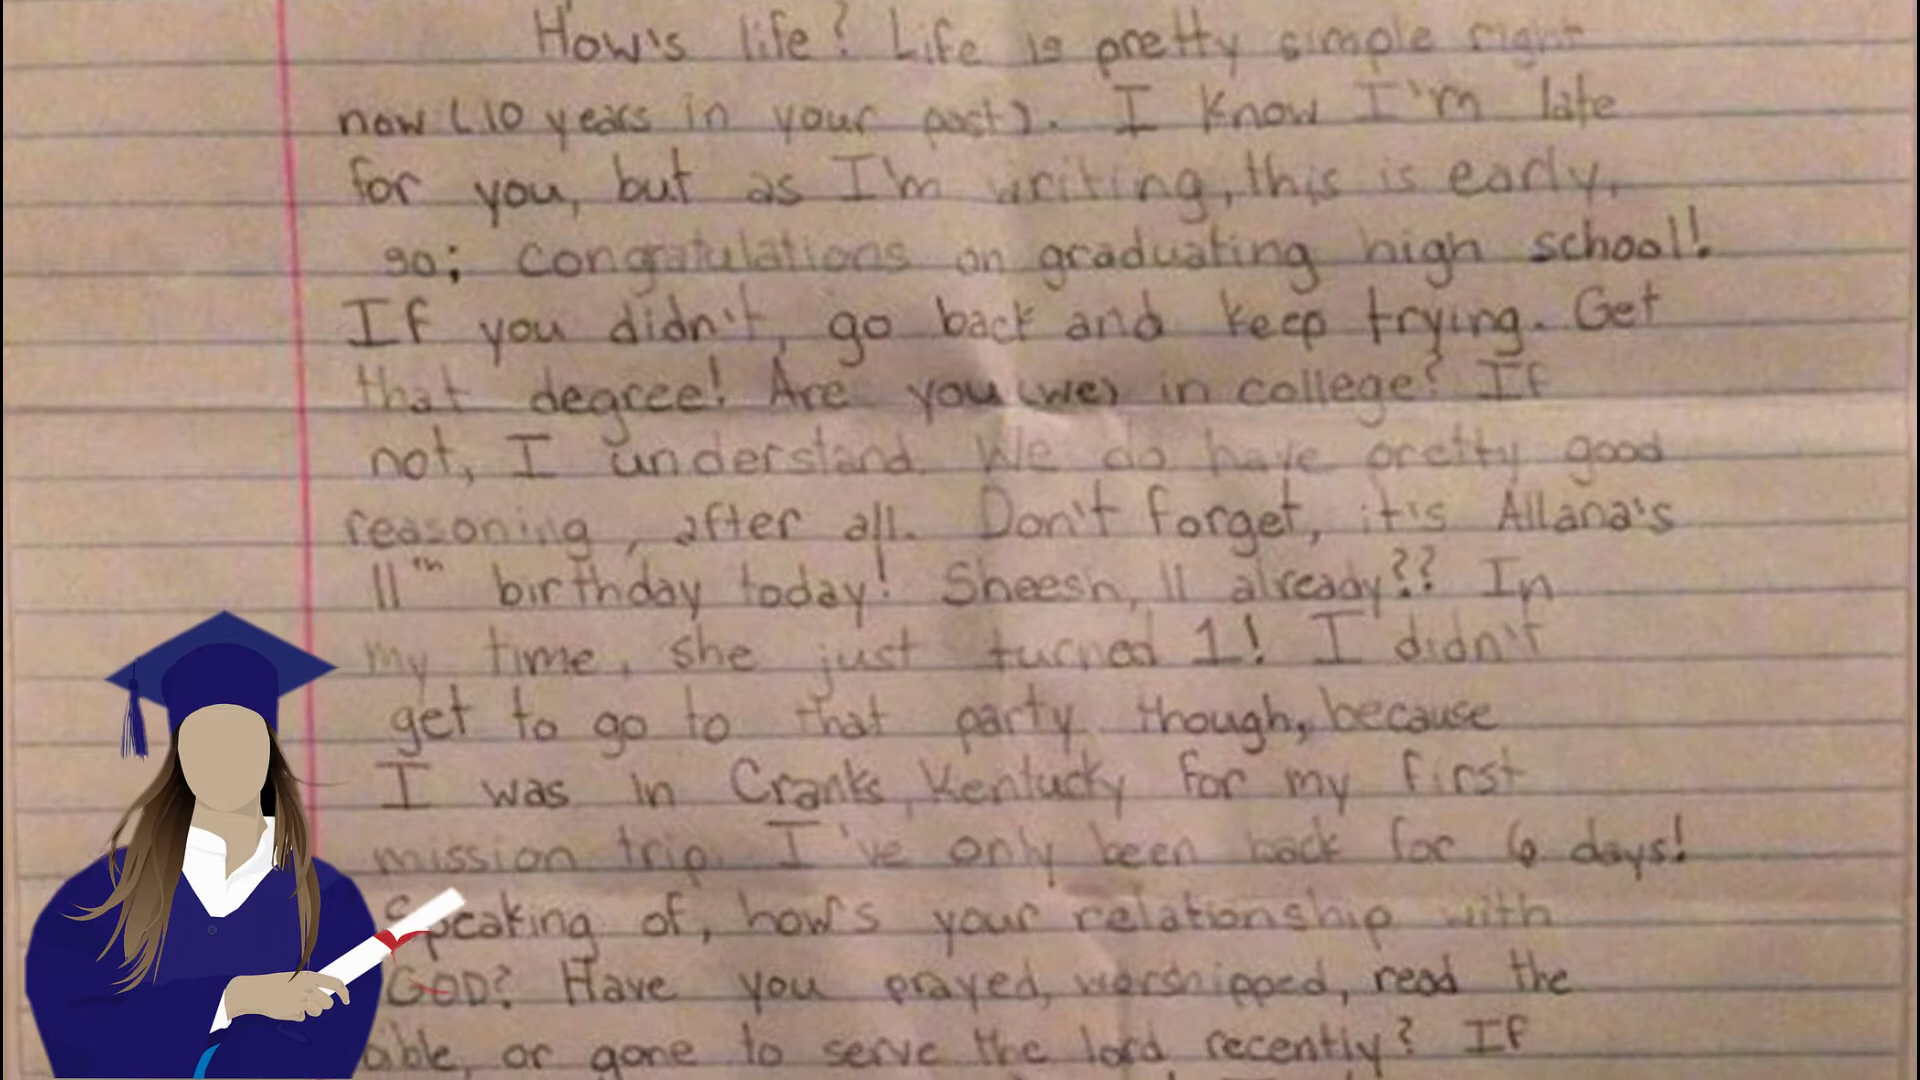 How's life? Life is pretty simple right
now (10 years in your past). I know I'm late
for you, but as I'm writing, this is early,
so; congratulations on graduating high school!
If you didn't, go back and keep trying. Get
that degree! Are you (we) in college? If
not, I understand. We do have pretty good
reasoning, after all. Don't forget, it's Allana's
11th birthday today! Sheesh, 11 already?? In
my time, she just turned 1! I didn't
get to go to that party though, because
I was in Cranks, Kentucky for my first
mission trip. I've only been back for 6 days!
Speaking of, how's your relationship with
GOD? Have you prayed, worshipped, read the
bible, or gone to serve the lord recently? If